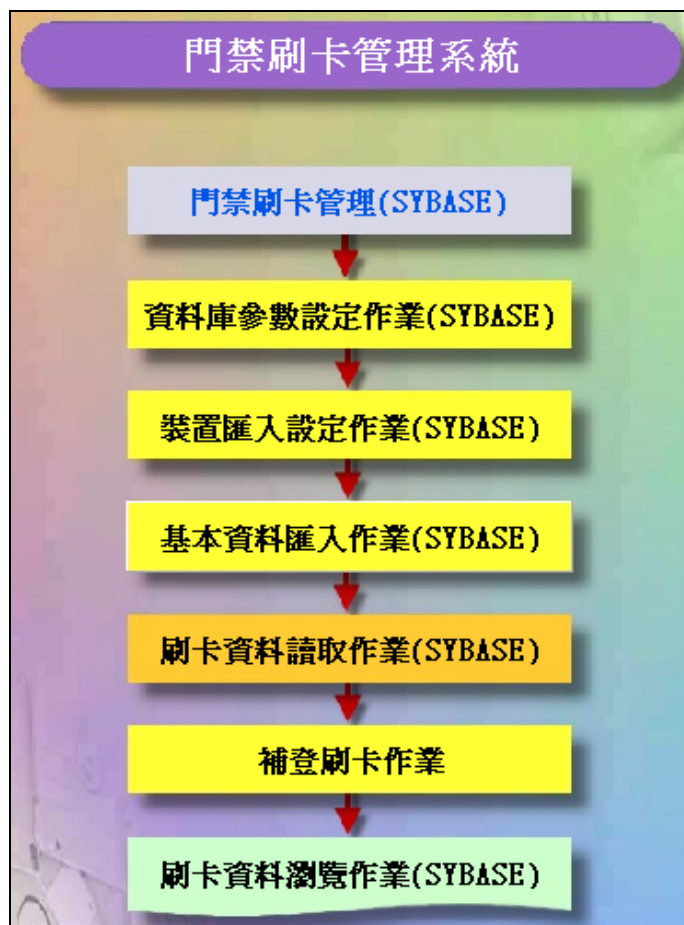 門禁刷卡管理系統
門禁刷卡管理(SYBASE)
資料庫參數設定作業(SYBASE)
裝置匯入設定作業(SYBASE)
基本資料匯入作業(SYBASE)
刷卡資料讀取作業(SYBASE)
補登刷卡作業
刷卡資料瀏覽作業(SYBASE)